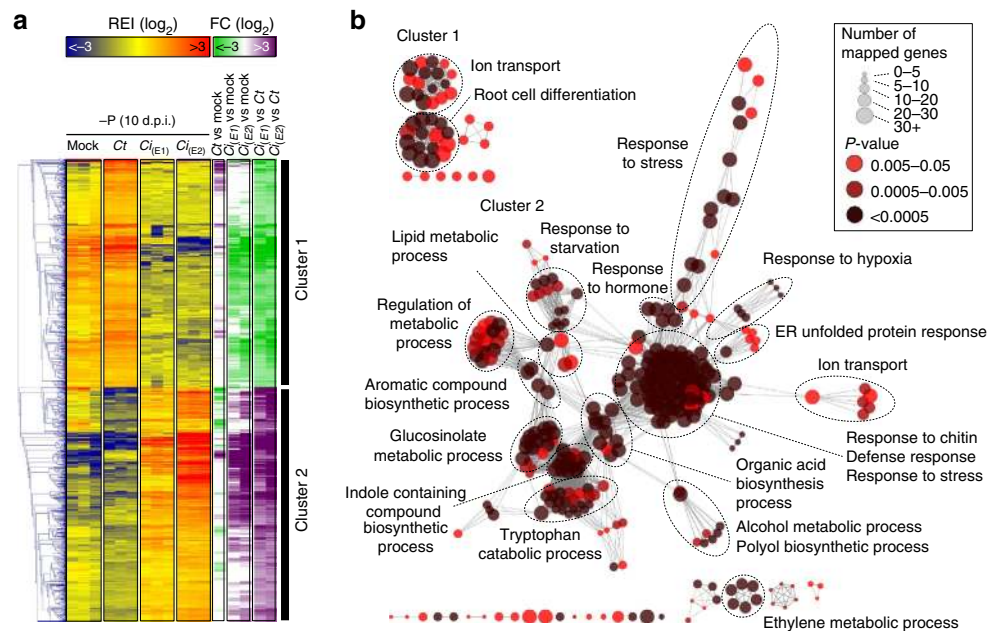 a
REI (log2)
FC (log2)
<–3
>3
<–3
>3
–P (10 d.p.i.)
Mock
Ct
Ci(E1)
Ci(E2)
Ct vs mock
Ci(E1) vs mock
Ci(E2) vs mock
Ci(E1) vs Ct
Ci(E2) vs Ct
Cluster 1
Cluster 2
b
Cluster 1
Ion transport
Root cell differentiation
Cluster 2
Response
to stress
Lipid metabolic
process
Response to
starvation
Response
to hormone
Response to hypoxia
Regulation of
metabolic
process
ER unfolded protein response
Ion transport
Aromatic compound
biosynthetic process
Glucosinolate
metabolic process
Response to chitin
Defense response
Response to stress
Organic acid
biosynthesis
process
Indole containing
compound
biosynthetic
process
Tryptophan
catabolic process
Alcohol metabolic process
Polyol biosynthetic process
Ethylene metabolic process
Number of
mapped genes
0–5
5–10
10–20
20–30
30+
P-value
0.005–0.05
0.0005–0.005
<0.0005